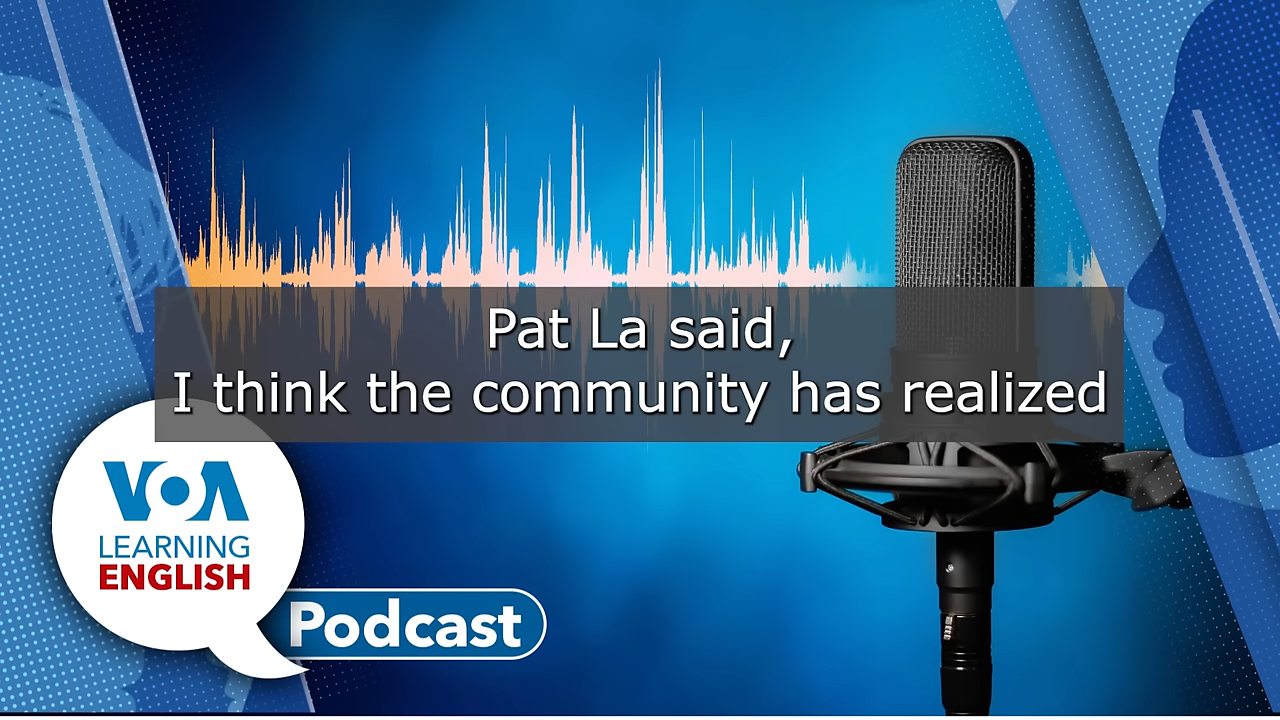 Pat La said,
I think the community has realized
VOA
LEARNING
ENGLISH
Podcast